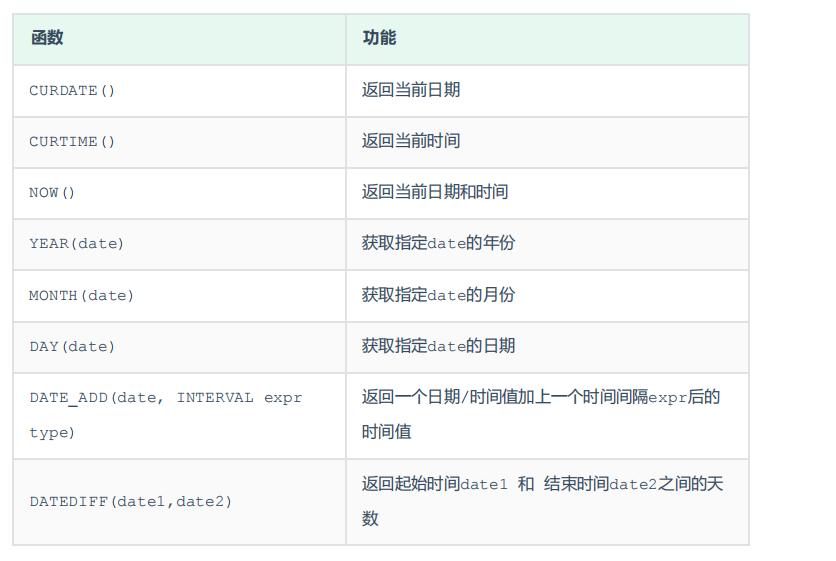 函数 功能
CURDATE() 返回当前日期
CURTIME() 返回当前时间
NOW() 返回当前日期和时间
YEAR(date) 获取指定date的年份
MONTH(date) 获取指定date的月份
DAY(date) 获取指定date的日期
DATE_ADD(date, INTERVAL expr
type)
返回一个日期/时间值加上一个时间间隔expr后的
时间值
DATEDIFF(date1,date2)
返回起始时间date1 和 结束时间date2之间的天
数